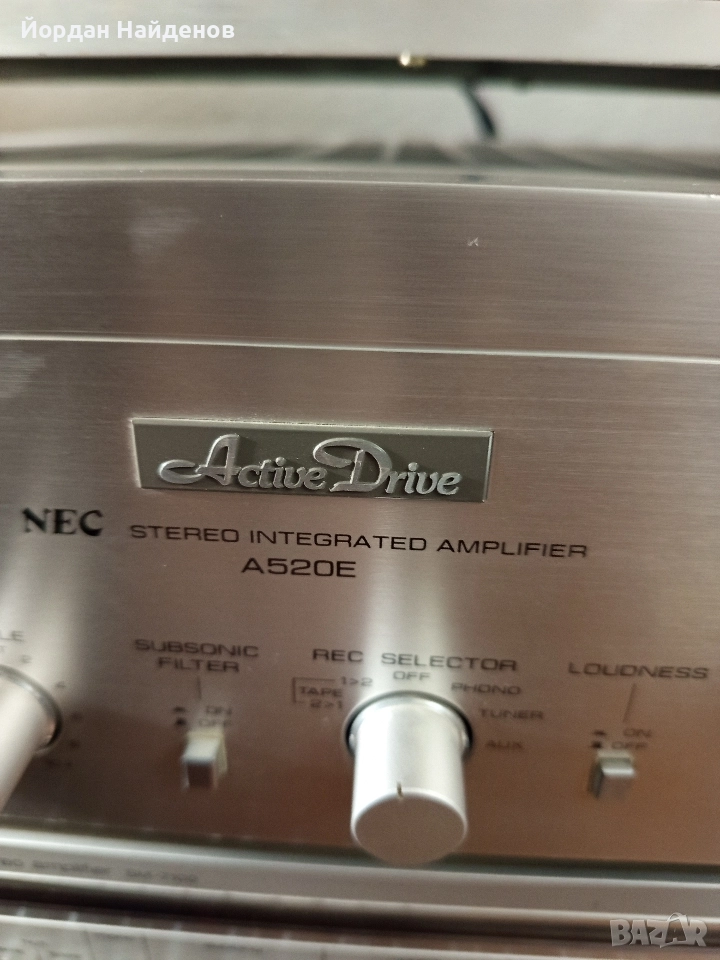 Йордан Найденов
Active Drive
NEC STEREO INTEGRATED AMPLIFIER
A520E
SUBSONIC FILTER
ON
OFF
REC SELECTOR
TAPE 1>2
2>1
OFF
PHONO
TUNER
AUX
LOUDNESS
ON
OFF
BAZAR